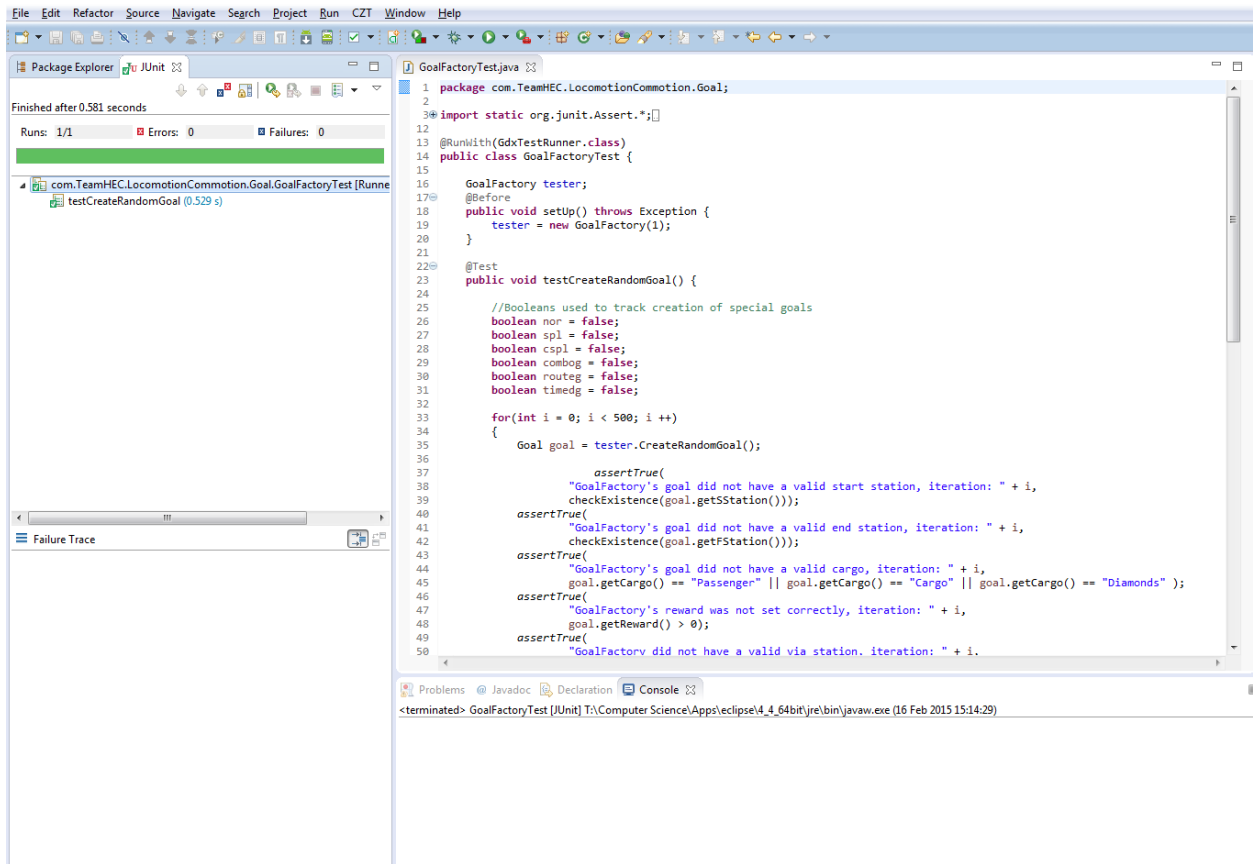 File Edit Refactor Source Navigate Search Project Run CZT Window Help
Package Explorer JUnit
Finished after 0.581 seconds
Runs: 1/1 Errors: 0 Failures: 0
com.TeamHEC.LocomotionCommotion.Goal.GoalFactoryTest [Runne
testCreateRandomGoal (0.529 s)
Failure Trace
GoalFactoryTest.java
1 package com.TeamHEC.LocomotionCommotion.Goal;
2
3 import static org.junit.Assert.*;
12
13 @RunWith(GdxTestRunner.class)
14 public class GoalFactoryTest {
15
16 GoalFactory tester;
17 @Before
18 public void setUp() throws Exception {
19 tester = new GoalFactory(1);
20 }
21
22 @Test
23 public void testCreateRandomGoal() {
24
25 //Booleans used to track creation of special goals
26 boolean nor = false;
27 boolean spl = false;
28 boolean cspl = false;
29 boolean combog = false;
30 boolean routeg = false;
31 boolean timedg = false;
32
33 for(int i = 0; i < 500; i ++)
34 {
35 Goal goal = tester.CreateRandomGoal();
36
37 assertTrue(
38 "GoalFactory's goal did not have a valid start station, iteration: " + i,
39 checkExistence(goal.getSStation()));
40 assertTrue(
41 "GoalFactory's goal did not have a valid end station, iteration: " + i,
42 checkExistence(goal.getFStation()));
43 assertTrue(
44 "GoalFactory's goal did not have a valid cargo, iteration: " + i,
45 goal.getCargo() == "Passenger" || goal.getCargo() == "Cargo" || goal.getCargo() == "Diamonds" );
46 assertTrue(
47 "GoalFactory's reward was not set correctly, iteration: " + i,
48 goal.getReward() > 0);
49 assertTrue(
50 "GoalFactory did not have a valid via station, iteration: " + i,
Problems Javadoc Declaration Console
<terminated> GoalFactoryTest [JUnit] T:\Computer Science\Apps\eclipse\4_4_64bit\jre\bin\javaw.exe (16 Feb 2015 15:14:29)